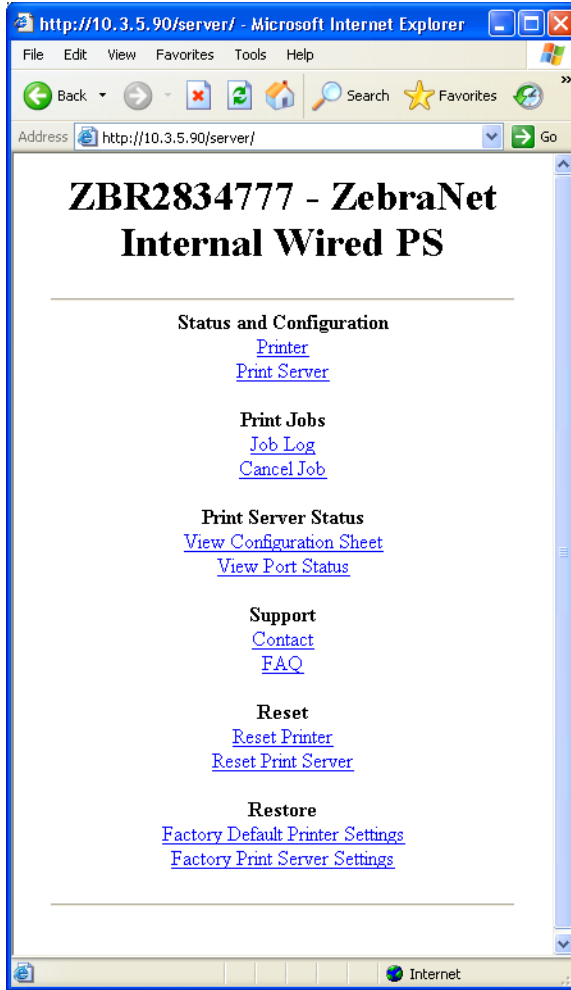 http://10.3.5.90/server/ - Microsoft Internet Explorer
File Edit View Favorites Tools Help
Back Search Favorites »
Address http://10.3.5.90/server/ Go
ZBR2834777 - ZebraNet
Internal Wired PS
Status and Configuration
Printer
Print Server
Print Jobs
Job Log
Cancel Job
Print Server Status
View Configuration Sheet
View Port Status
Support
Contact
FAQ
Reset
Reset Printer
Reset Print Server
Restore
Factory Default Printer Settings
Factory Print Server Settings
Internet